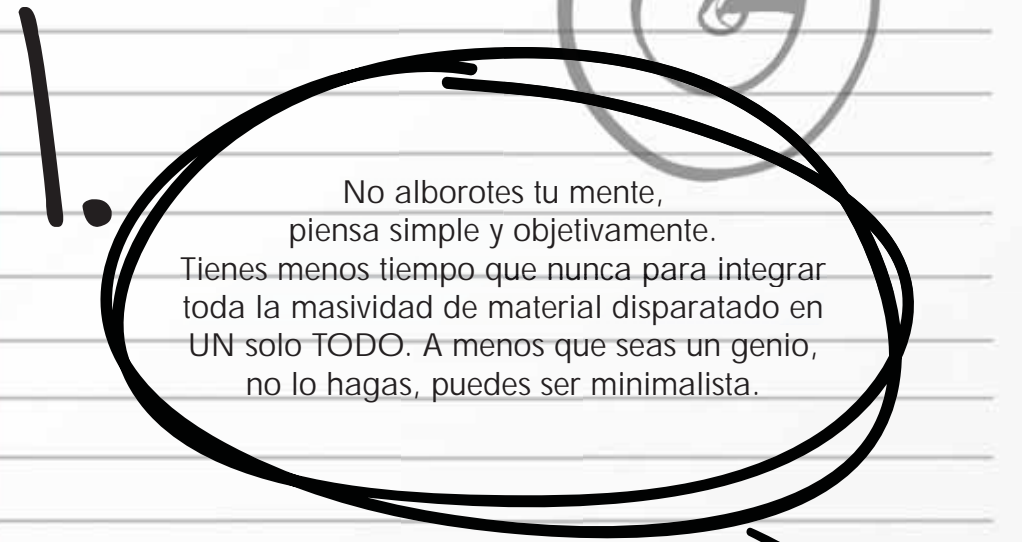 1.
No alborotes tu mente,
piensa simple y objetivamente.
Tienes menos tiempo que nunca para integrar
toda la masividad de material disparatado en
UN solo TODO. A menos que seas un genio,
no lo hagas, puedes ser minimalista.